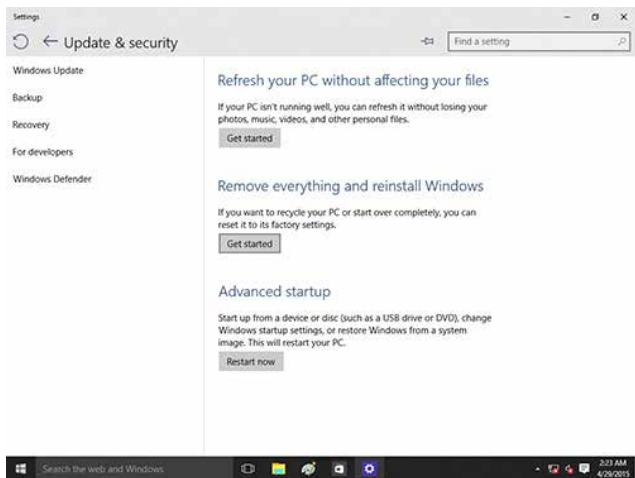 Settings
Update & security
Find a setting
Windows Update
Backup
Recovery
For developers
Windows Defender
Refresh your PC without affecting your files
If your PC isn't running well, you can refresh it without losing your
photos, music, videos, and other personal files.
Get started
Remove everything and reinstall Windows
If you want to recycle your PC or start over completely, you can
reset it to its factory settings.
Get started
Advanced startup
Start up from a device or disc (such as a USB drive or DVD), change
Windows startup settings, or restore Windows from a system
image. This will restart your PC.
Restart now
Search the web and Windows
2:23 AM
4/29/2015